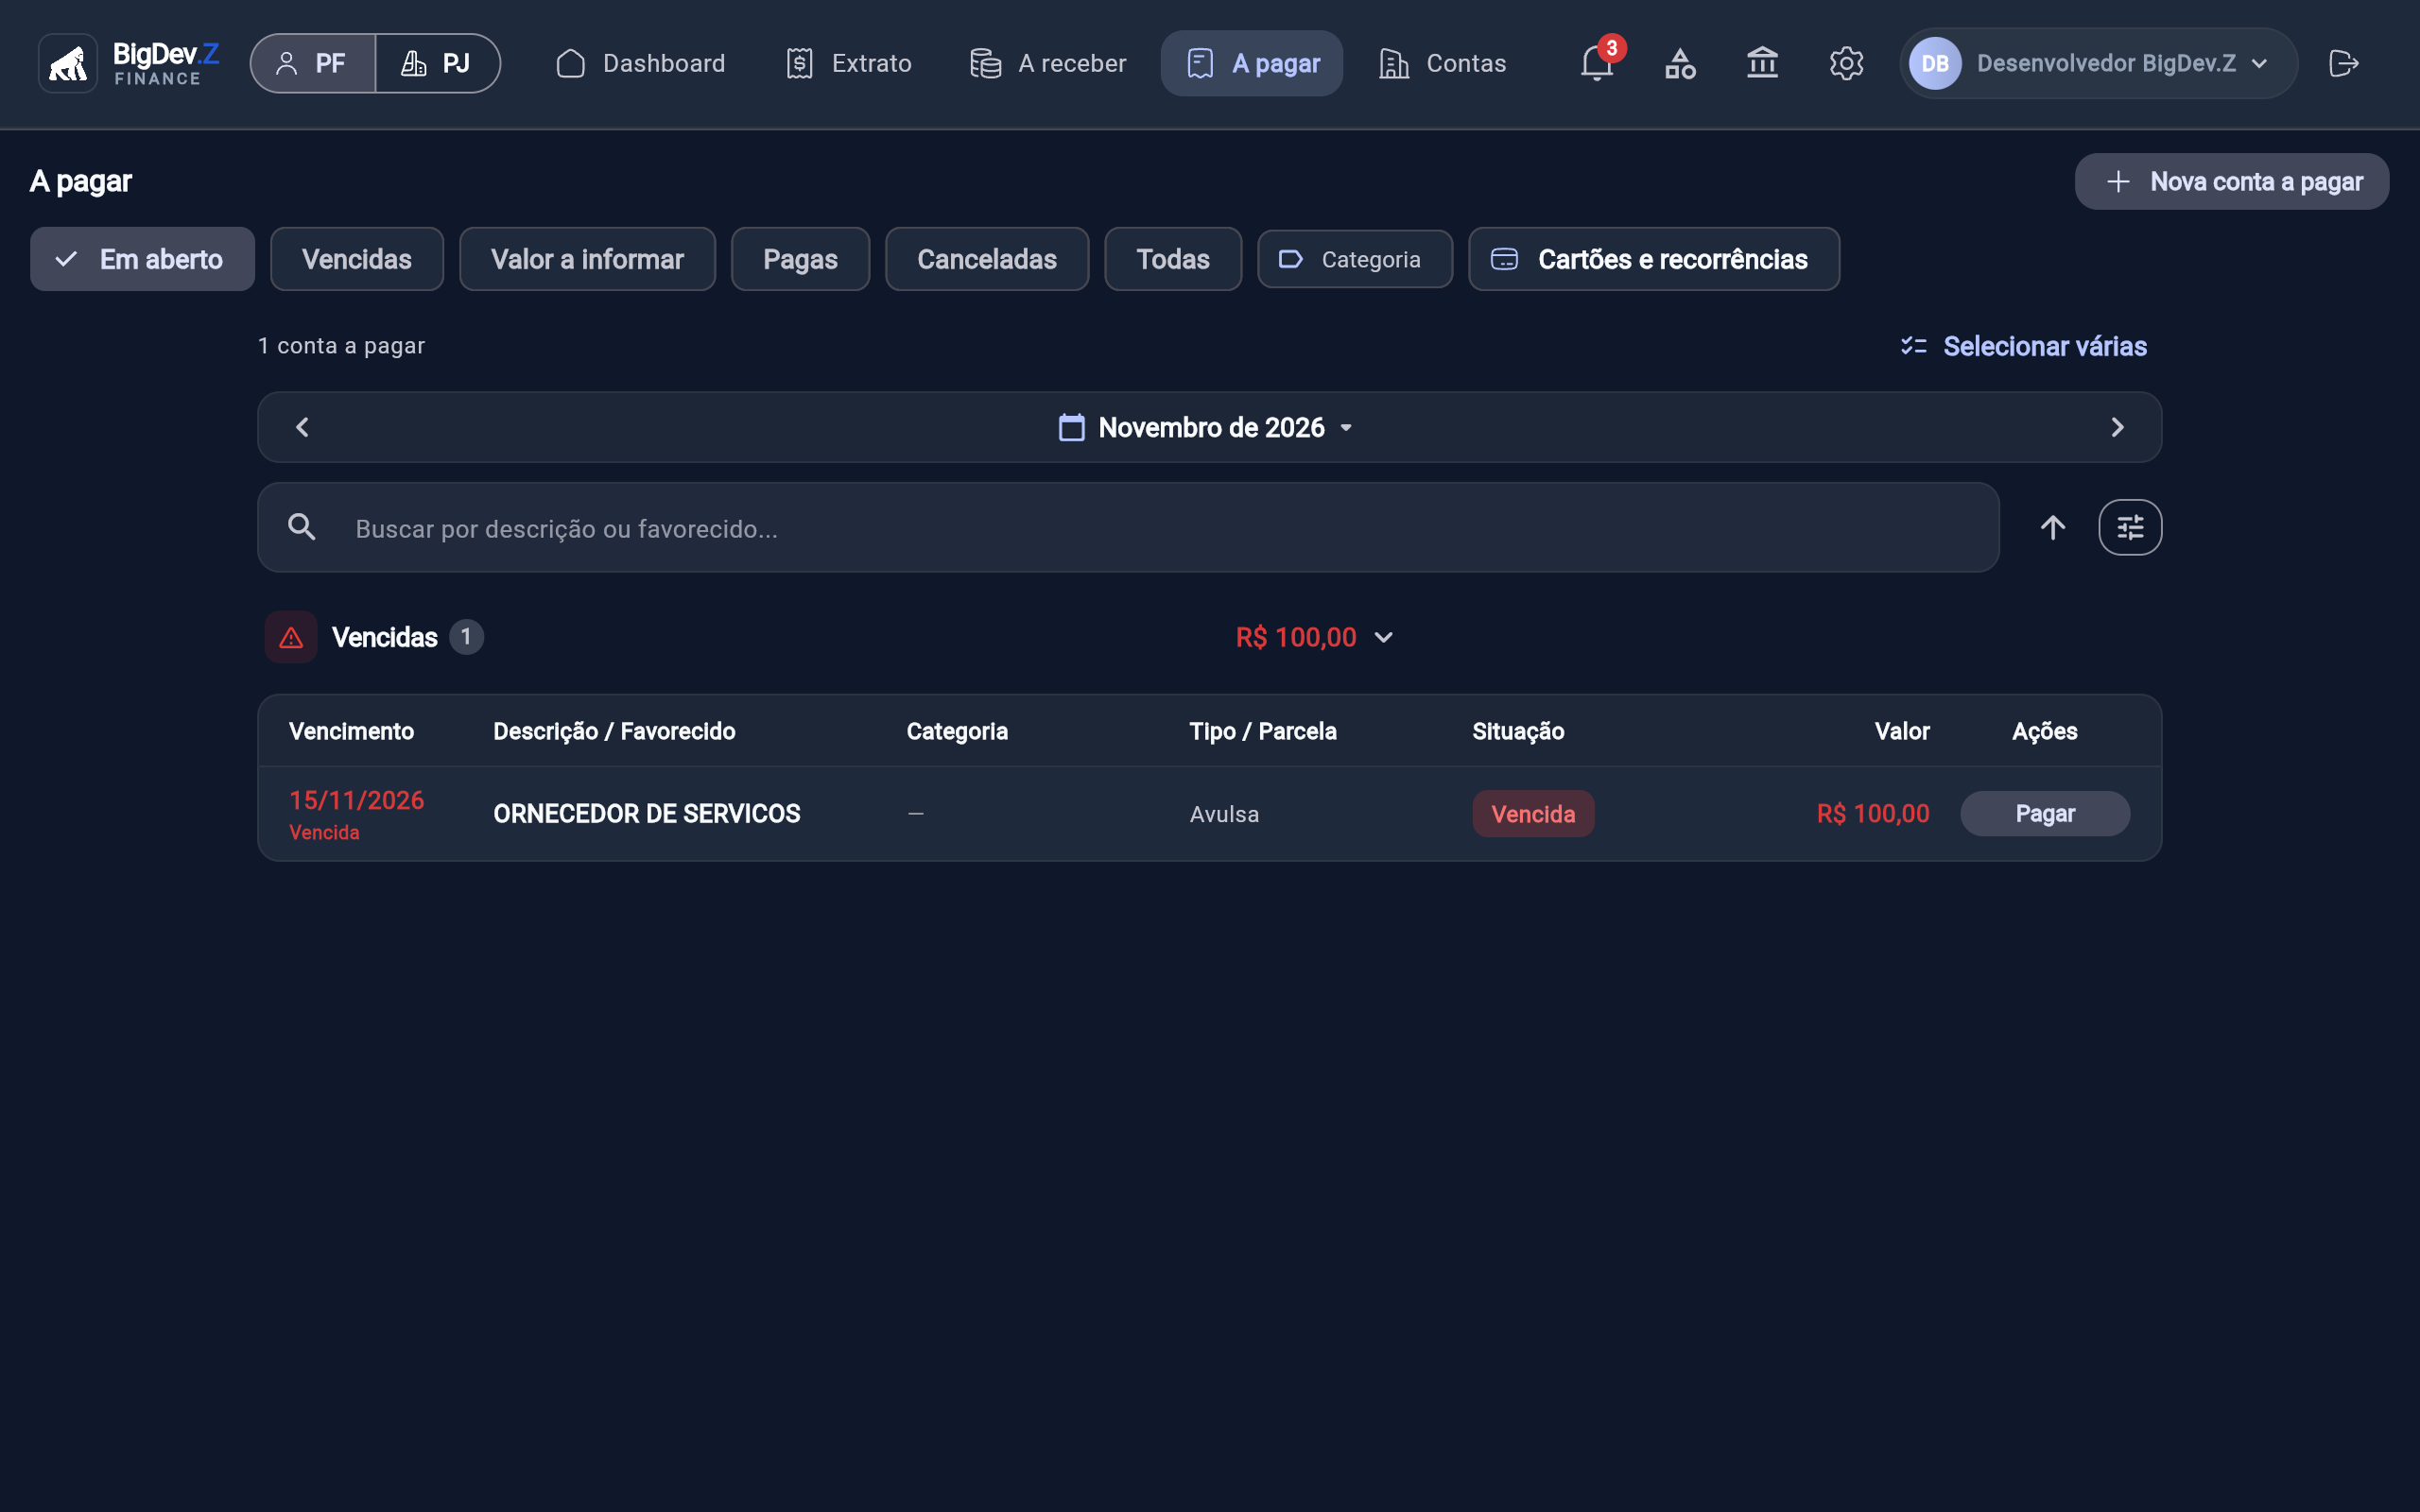 BigDev.Z
FINANCE
PF
PJ
Dashboard
Extrato
A receber
A pagar
Contas
3
DB
Desenvolvedor BigDev.Z
A pagar
Nova conta a pagar
Em aberto
Vencidas
Valor a informar
Pagas
Canceladas
Todas
Categoria
Cartões e recorrências
1 conta a pagar
Selecionar várias
Novembro de 2026
Buscar por descrição ou favorecido...
Vencidas 1
R$ 100,00
Vencimento
Descrição / Favorecido
Categoria
Tipo / Parcela
Situação
Valor
Ações
15/11/2026
Vencida
ORNECEDOR DE SERVICOS
—
Avulsa
Vencida
R$ 100,00
Pagar